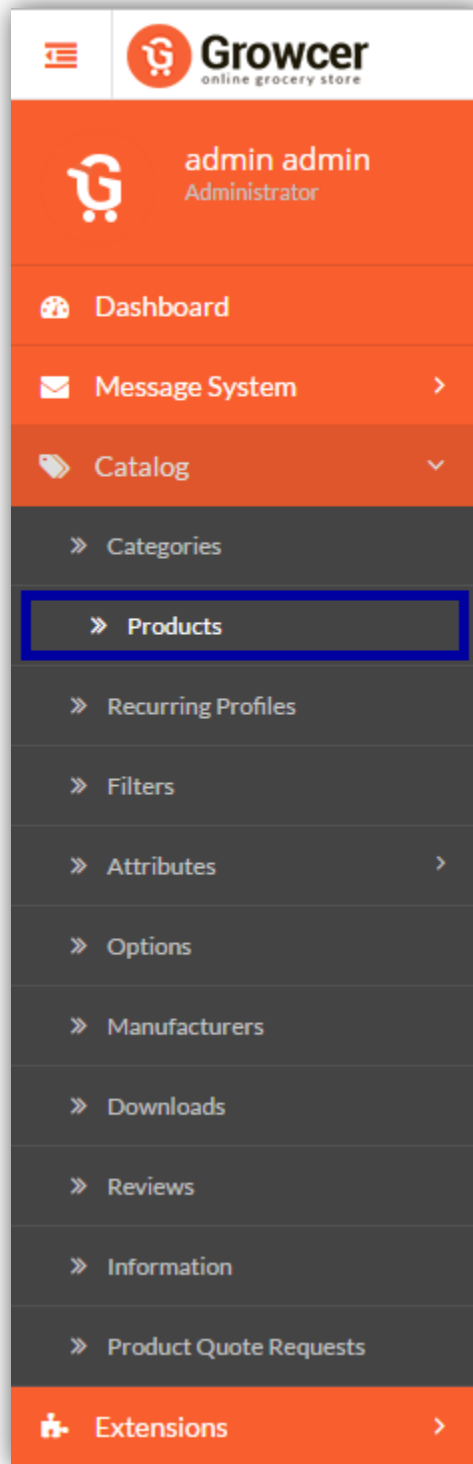 Growcer
online grocery store
admin admin
Administrator
Dashboard
Message System
Catalog
Categories
Products
Recurring Profiles
Filters
Attributes
Options
Manufacturers
Downloads
Reviews
Information
Product Quote Requests
Extensions